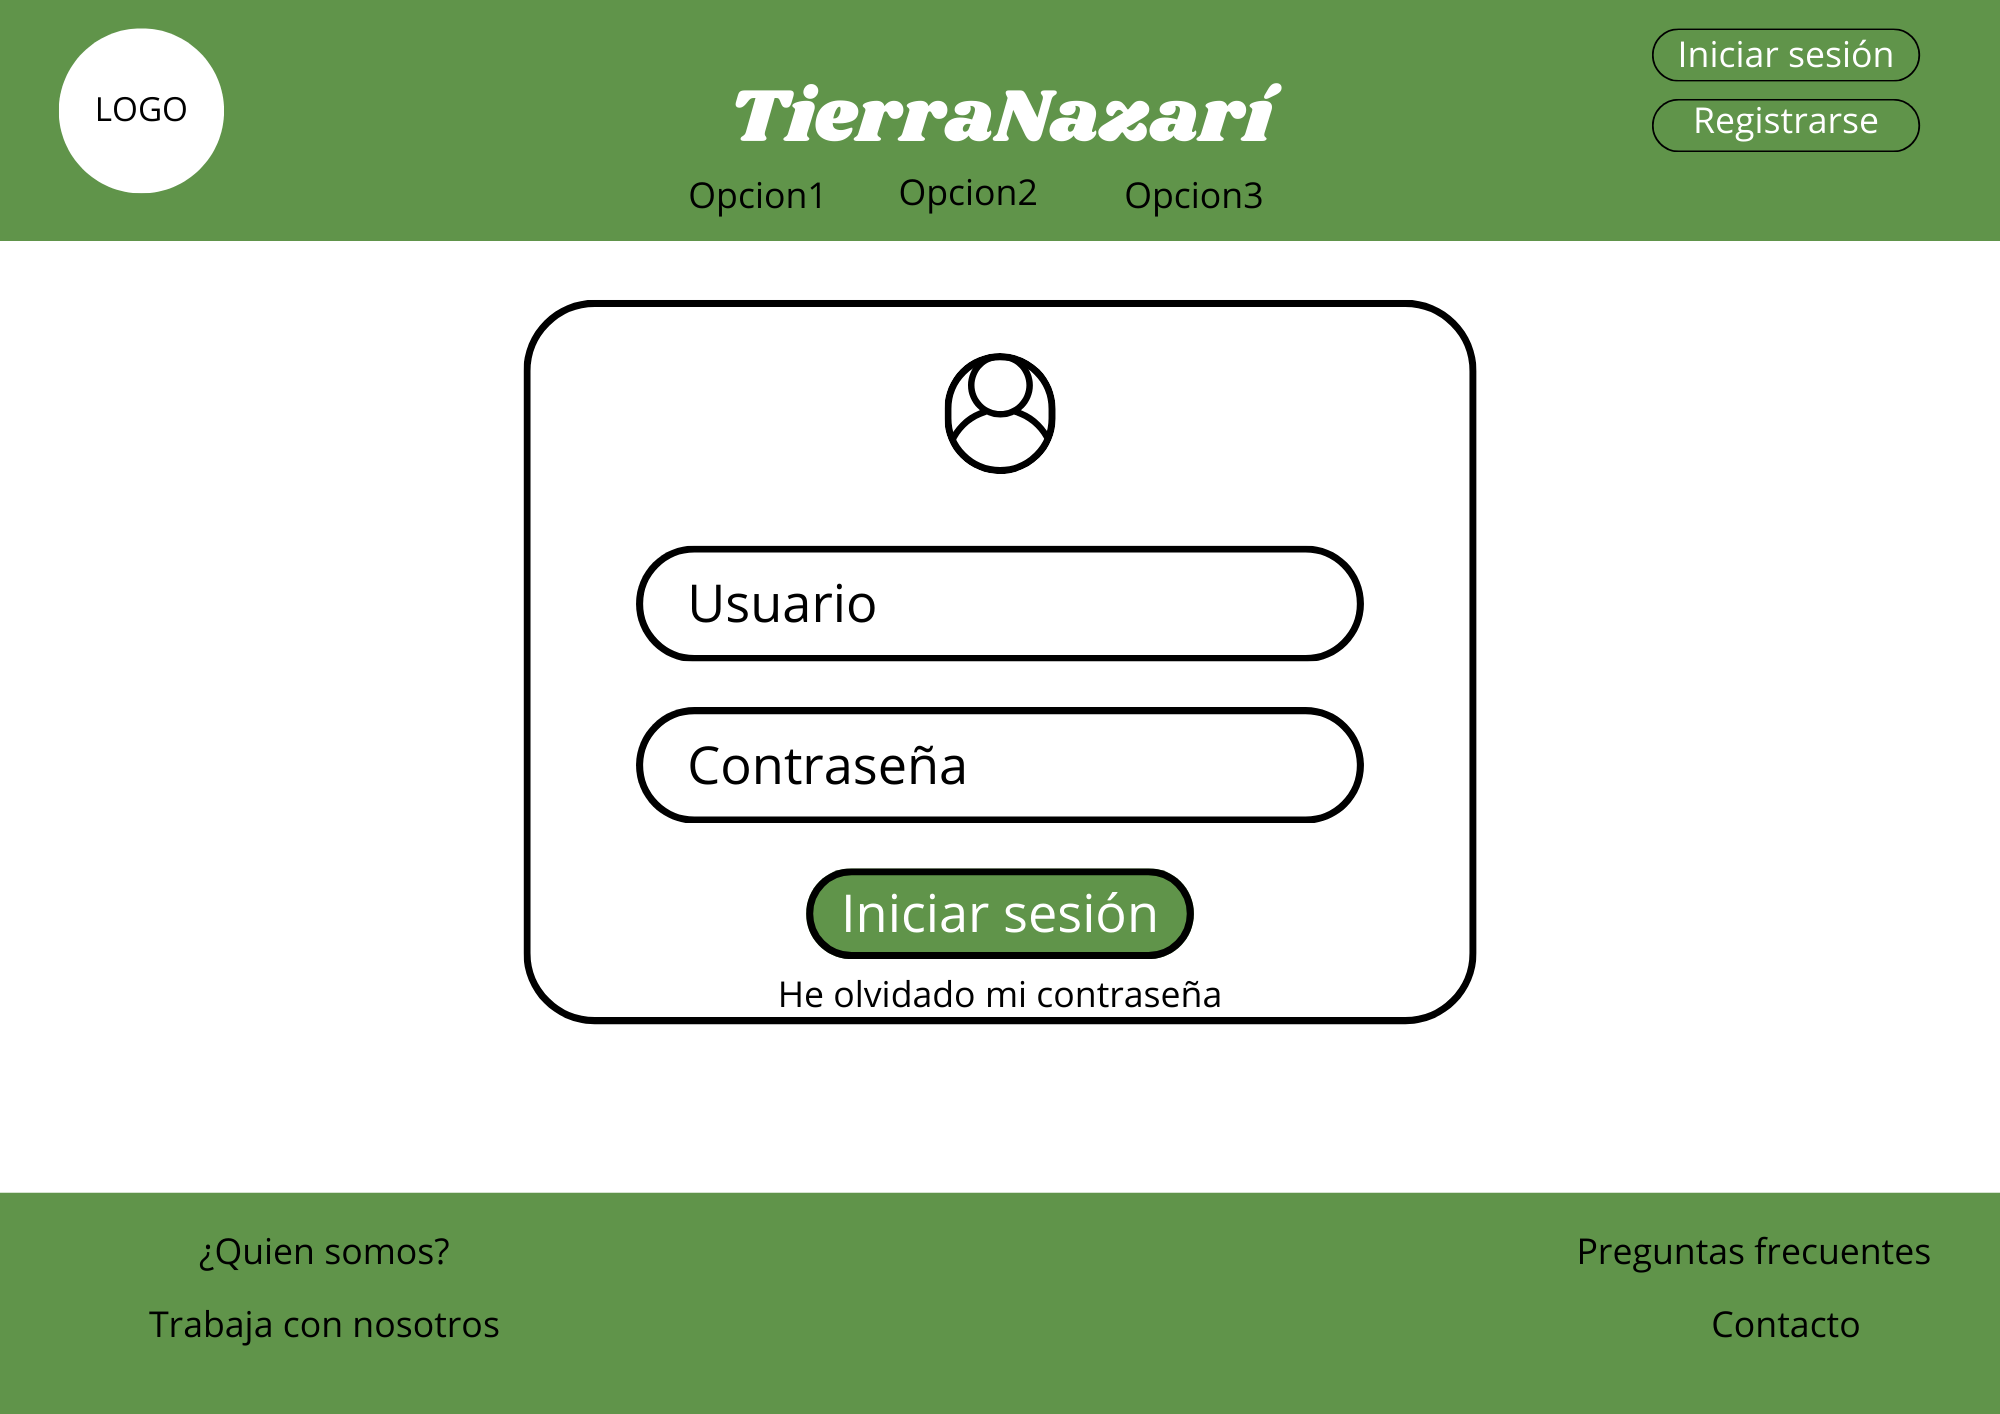 LOGO
TierraNazarí
Iniciar sesión
Registrarse
Opcion1
Opcion2
Opcion3
Usuario
Contraseña
Iniciar sesión
He olvidado mi contraseña
¿Quien somos?
Trabaja con nosotros
Preguntas frecuentes
Contacto